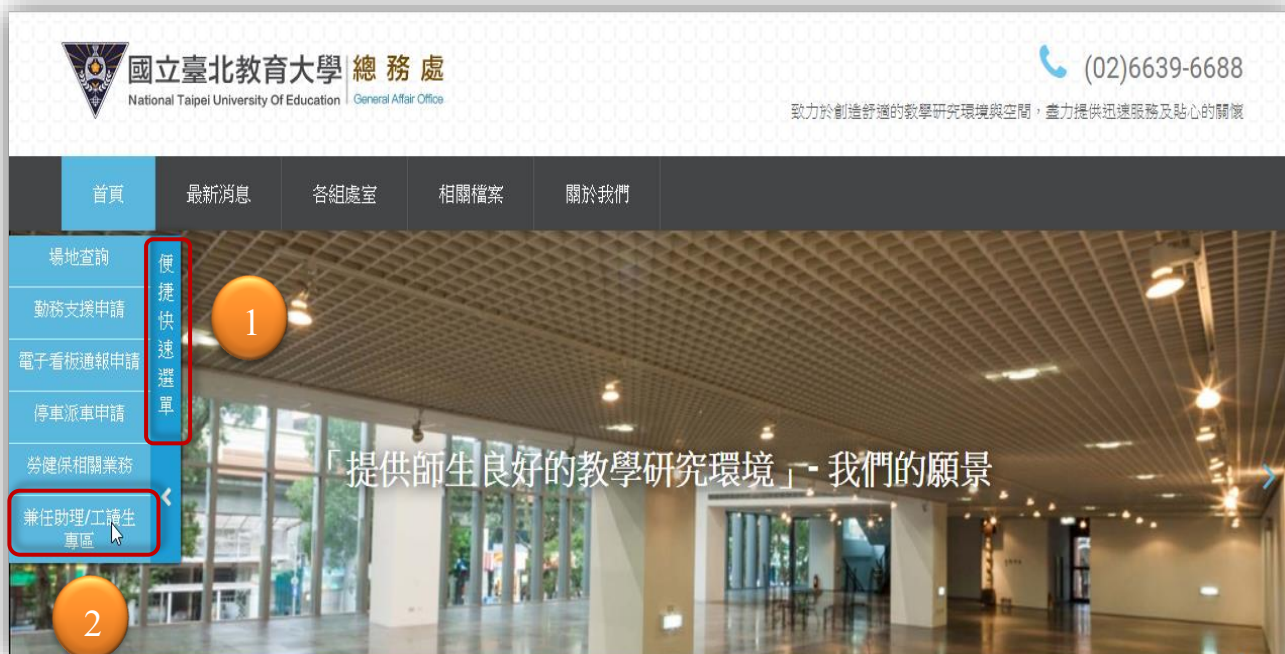 國立臺北教育大學 總務處
National Taipei University Of Education General Affair Office
(02)6639-6688
致力於創造舒適的教學研究環境與空間，盡力提供迅速服務及貼心的關懷
首頁 最新消息 各組處室 相關檔案 關於我們
場地查詢
勤務支援申請
電子看板通報申請
停車派車申請
勞健保相關業務
兼任助理/工讀生
專區
便捷快速選單
1
「提供師生良好的教學研究環境」- 我們的願景
2